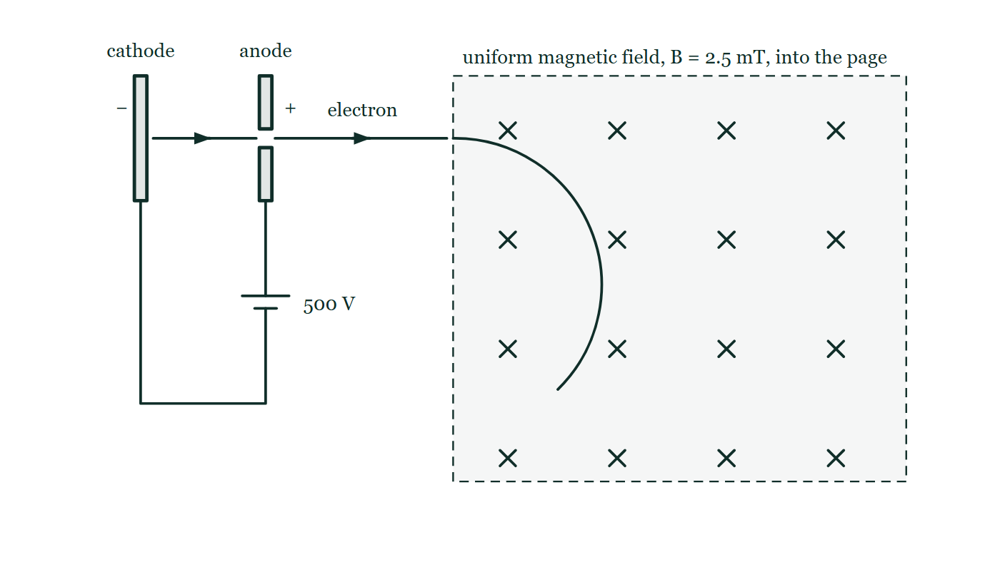 cathode
anode
uniform magnetic field, B = 2.5 mT, into the page
−
+
electron
500 V